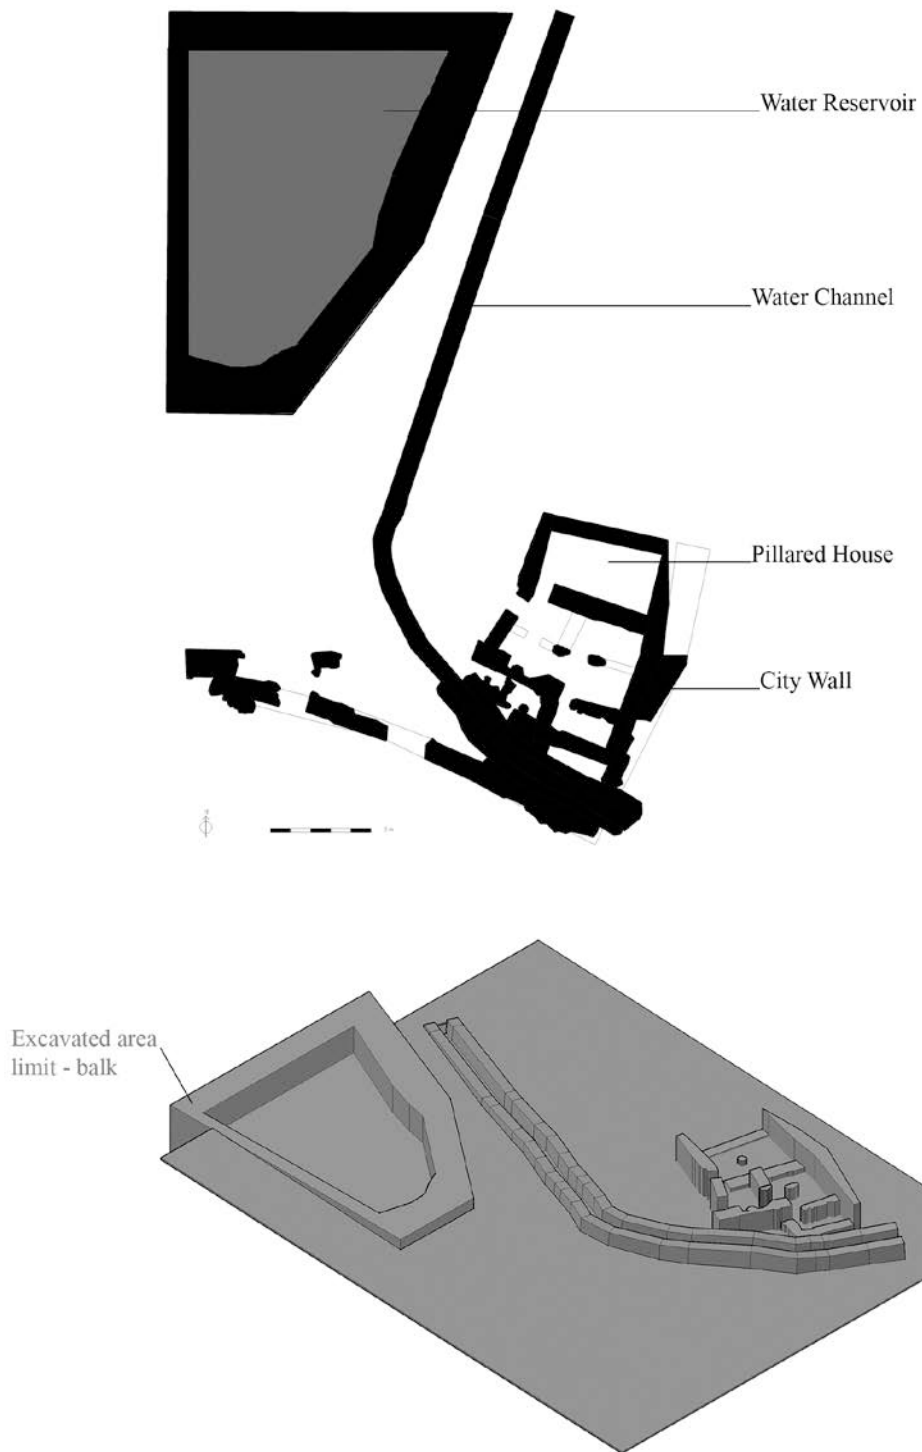 Water Reservoir
Water Channel
Pillared House
City Wall
Excavated area
limit - balk